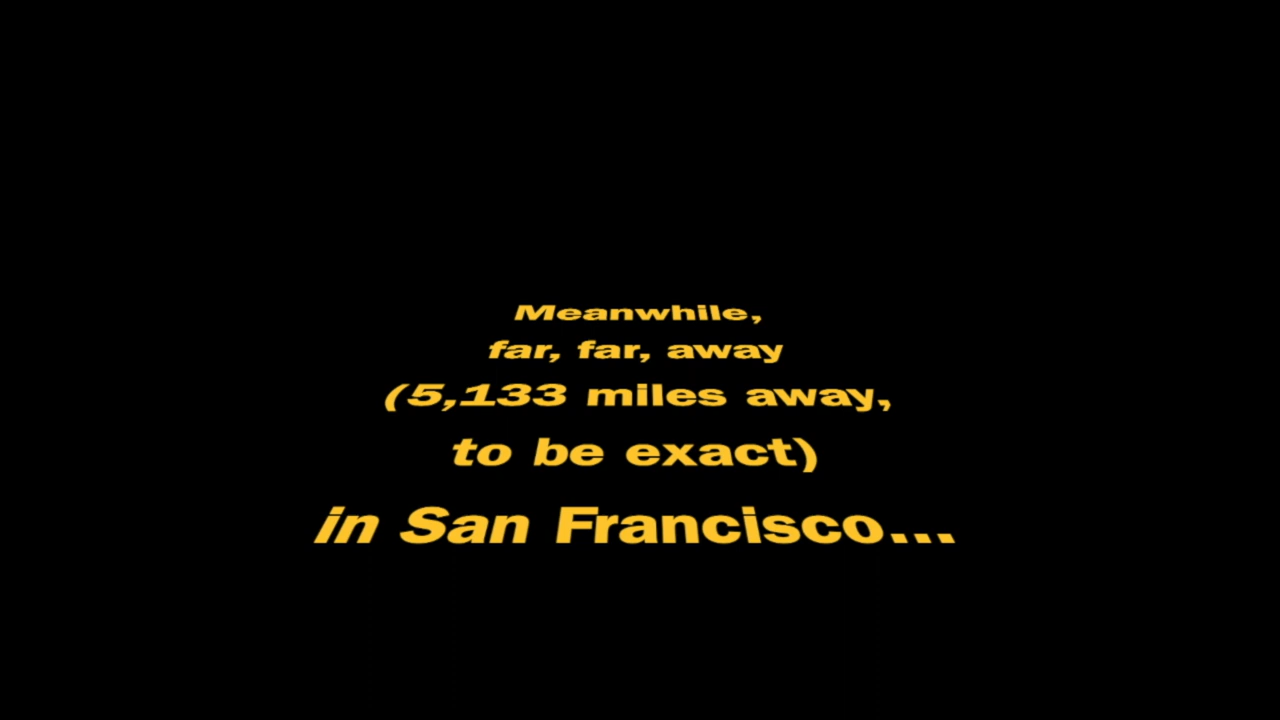 Meanwhile,
far, far, away
(5,133 miles away,
to be exact)
in San Francisco...